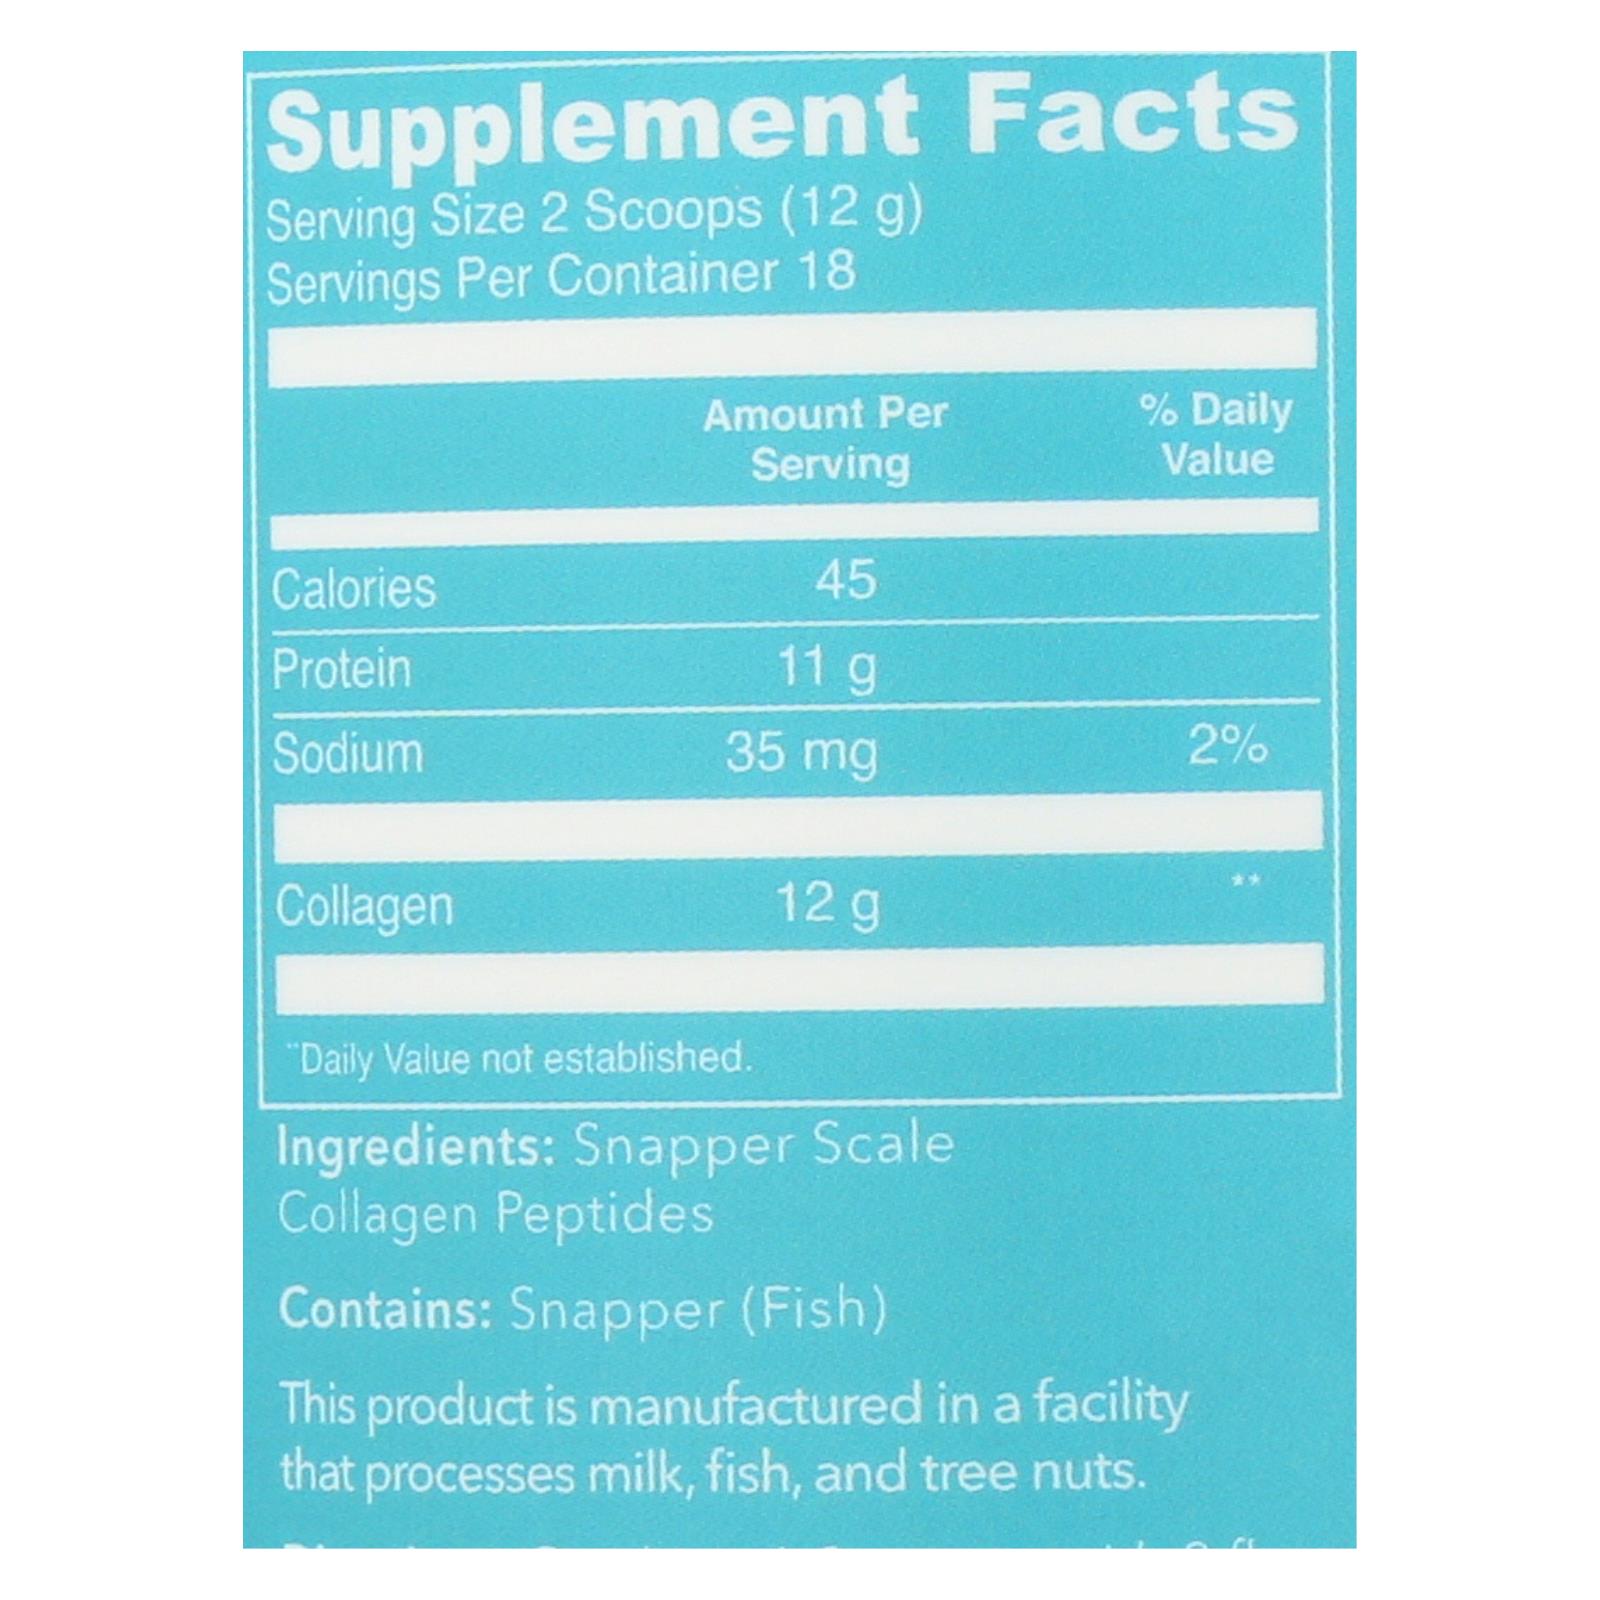 Supplement Facts
Serving Size 2 Scoops (12 g)
Servings Per Container 18
Amount Per % Daily
Serving Value
Calories 45
Protein 11 g
Sodium 35 mg 2%
Collagen 12 g **
**Daily Value not established.
Ingredients: Snapper Scale
Collagen Peptides
Contains: Snapper (Fish)
This product is manufactured in a facility
that processes milk, fish, and tree nuts.